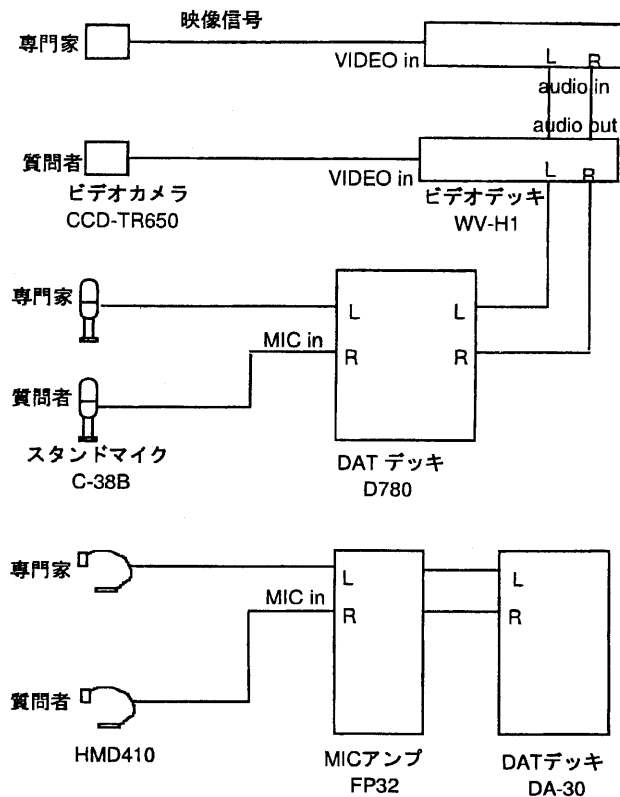 映像信号
専門家
VIDEO in
L R
audio in
audio out
質問者
VIDEO in
L R
ビデオカメラ
CCD-TR650
ビデオデッキ
WV-H1
専門家
L L
MIC in
R R
質問者
スタンドマイク
C-38B
DAT デッキ
D780
専門家
L L
MIC in
R R
質問者
HMD410
MICアンプ
FP32
DATデッキ
DA-30